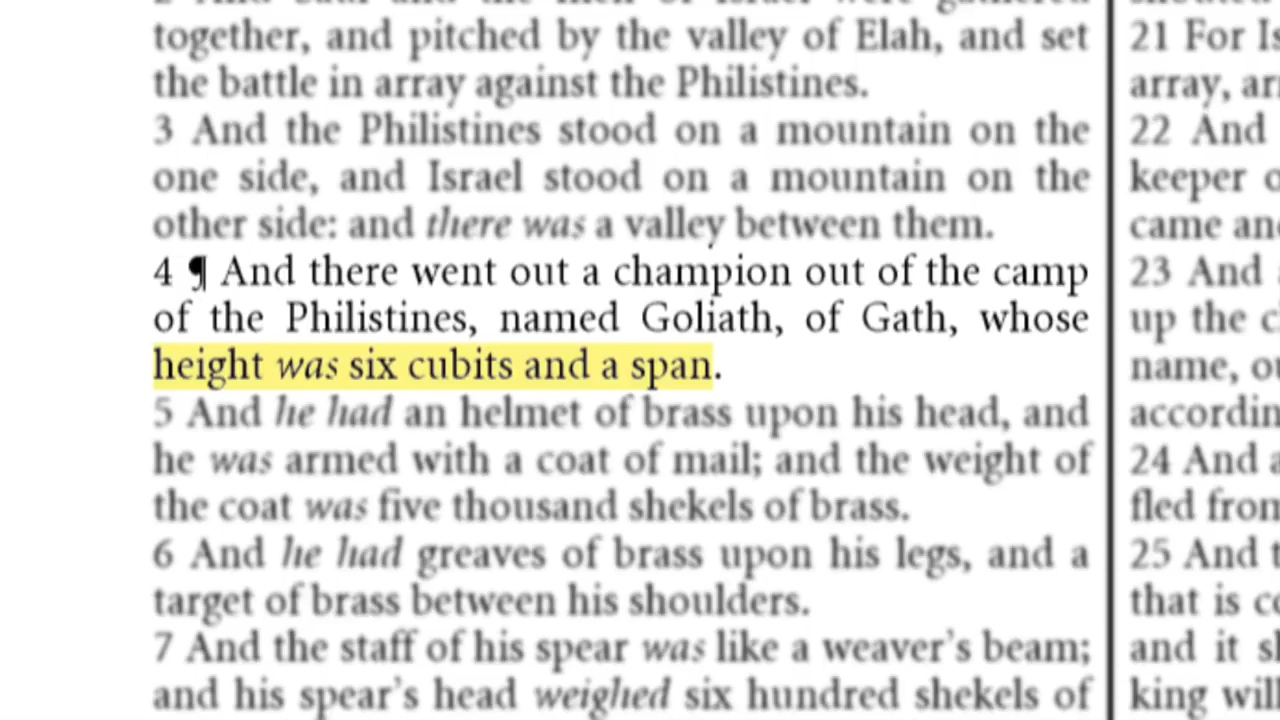 together, and pitched by the valley of Elah, and set
the battle in array against the Philistines.
3 And the Philistines stood on a mountain on the
one side, and Israel stood on a mountain on the
other side: and there was a valley between them.
4 ¶ And there went out a champion out of the camp
of the Philistines, named Goliath, of Gath, whose
height was six cubits and a span.
5 And he had an helmet of brass upon his head, and
he was armed with a coat of mail; and the weight of
the coat was five thousand shekels of brass.
6 And he had greaves of brass upon his legs, and a
target of brass between his shoulders.
7 And the staff of his spear was like a weaver's beam;
and his spear's head weighed six hundred shekels of
21 For
array,
22 And
keeper
came
23 And
up the
name,
24 And
fled from
25 And
that is
and it
king